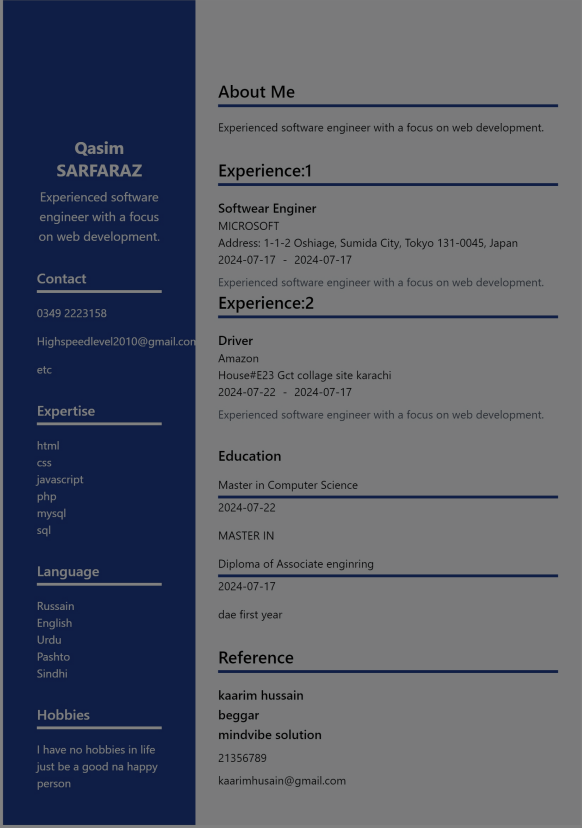 Qasim
SARFARAZ
Experienced software
engineer with a focus
on web development.
Contact
0349 2223158
Highspeedlevel2010@gmail.com
etc
Expertise
html
css
javascript
php
mysql
sql
Language
Russain
English
Urdu
Pashto
Sindhi
Hobbies
I have no hobbies in life
just be a good na happy
person
About Me
Experienced software engineer with a focus on web development.
Experience:1
Softwear Enginer
MICROSOFT
Address: 1-1-2 Oshiage, Sumida City, Tokyo 131-0045, Japan
2024-07-17 - 2024-07-17
Experienced software engineer with a focus on web development.
Experience:2
Driver
Amazon
House#E23 Gct collage site karachi
2024-07-22 - 2024-07-17
Experienced software engineer with a focus on web development.
Education
Master in Computer Science
2024-07-22
MASTER IN
Diploma of Associate enginring
2024-07-17
dae first year
Reference
kaarim hussain
beggar
mindvibe solution
21356789
kaarimhusain@gmail.com